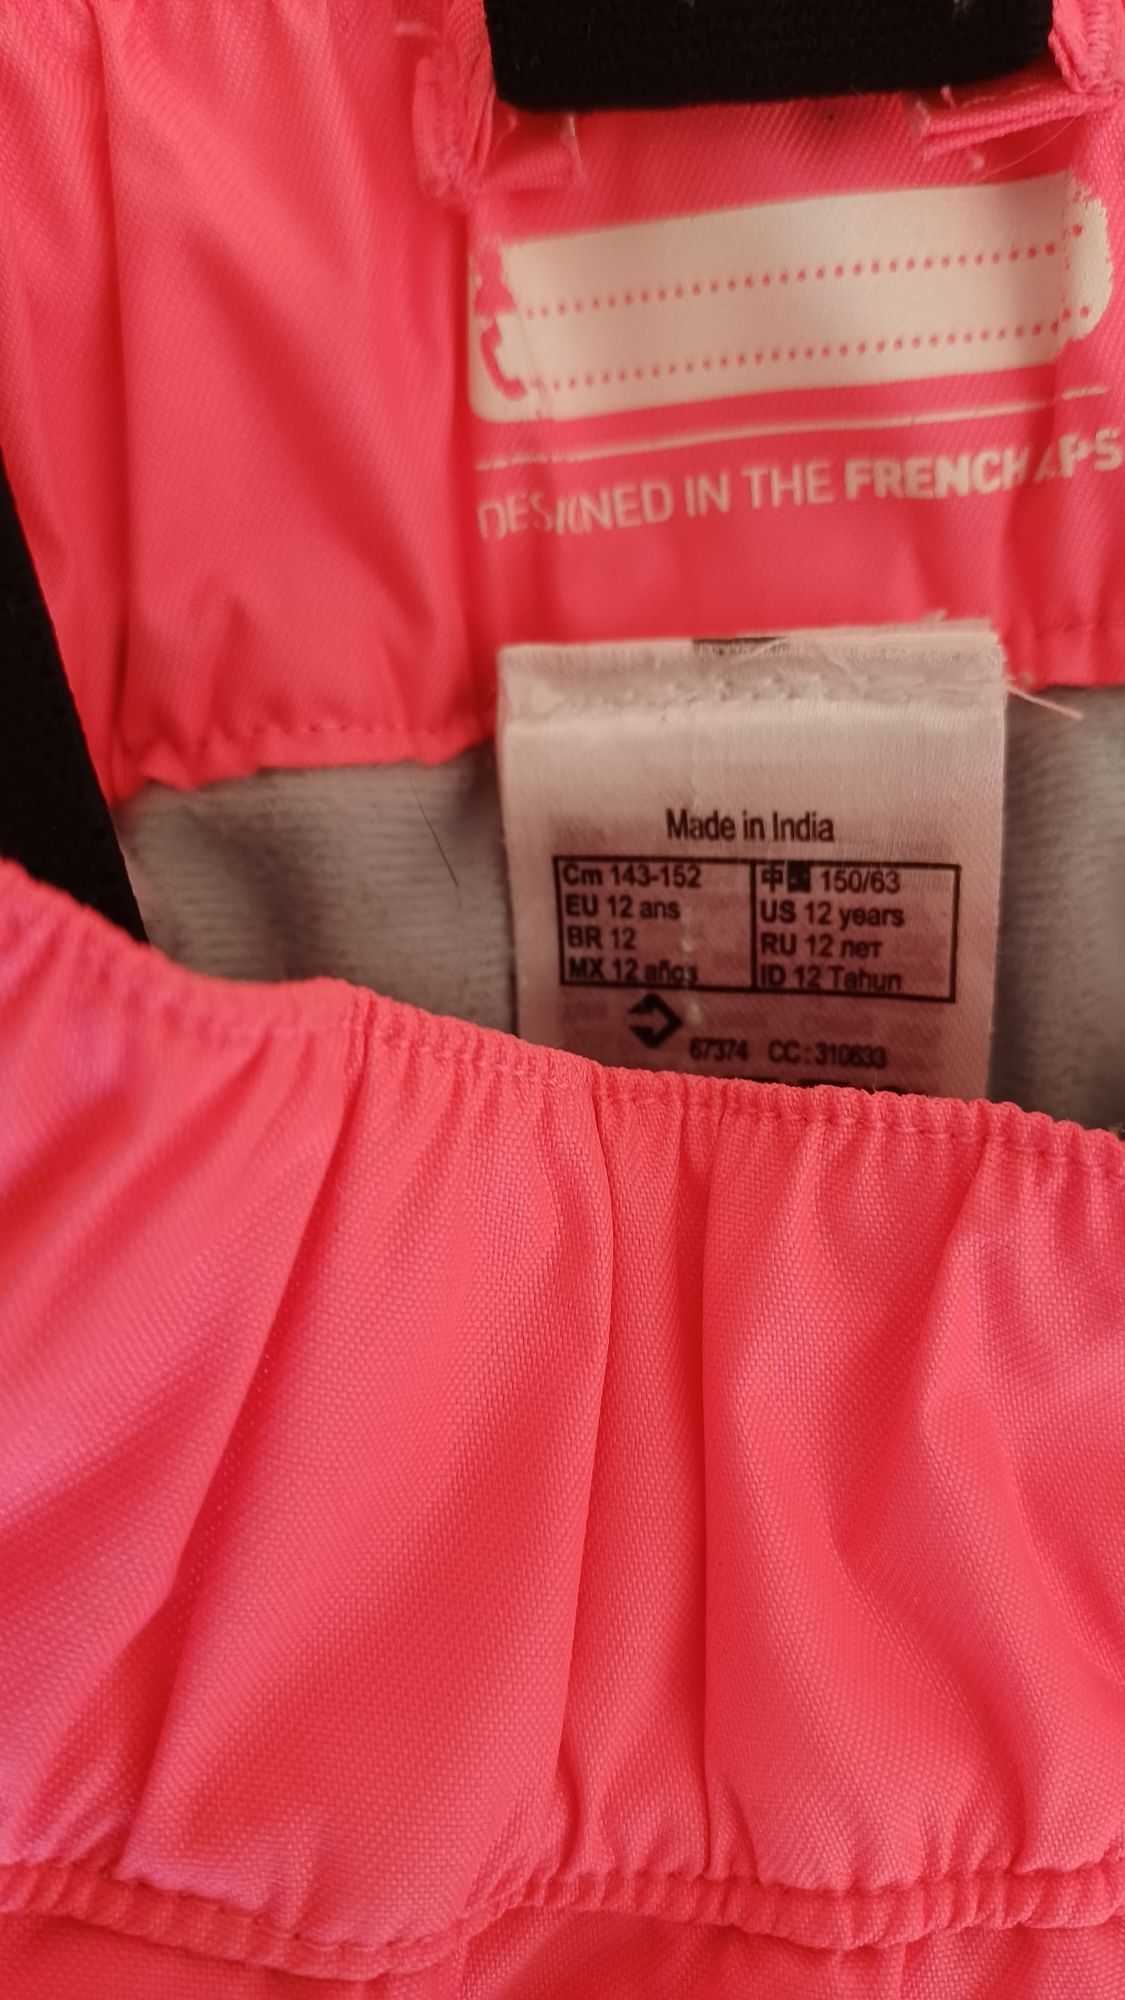 DESIGNED IN THE FRENCH ALPS
Made in India
Cm 143-152
EU 12 ans
BR 12
MX 12 años
中国 150/63
US 12 years
RU 12 лет
ID 12 Tahun
67374 CC:310633